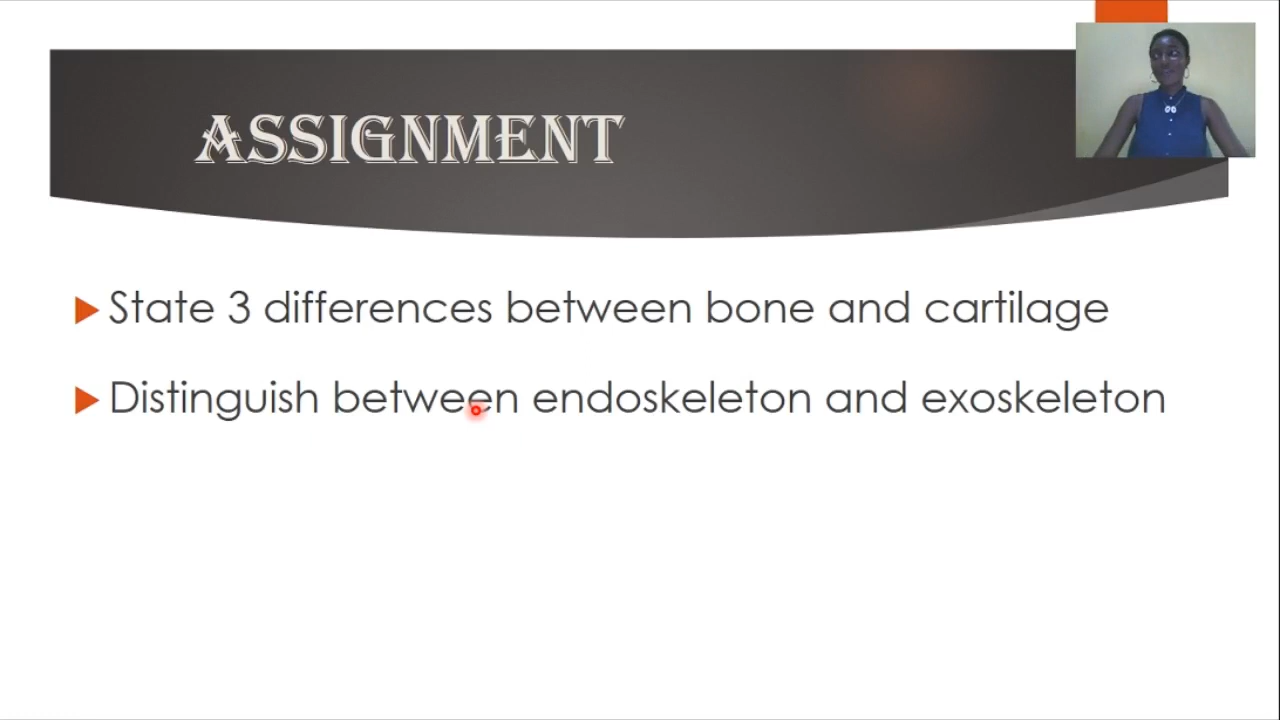 ASSIGNMENT
State 3 differences between bone and cartilage
Distinguish between endoskeleton and exoskeleton